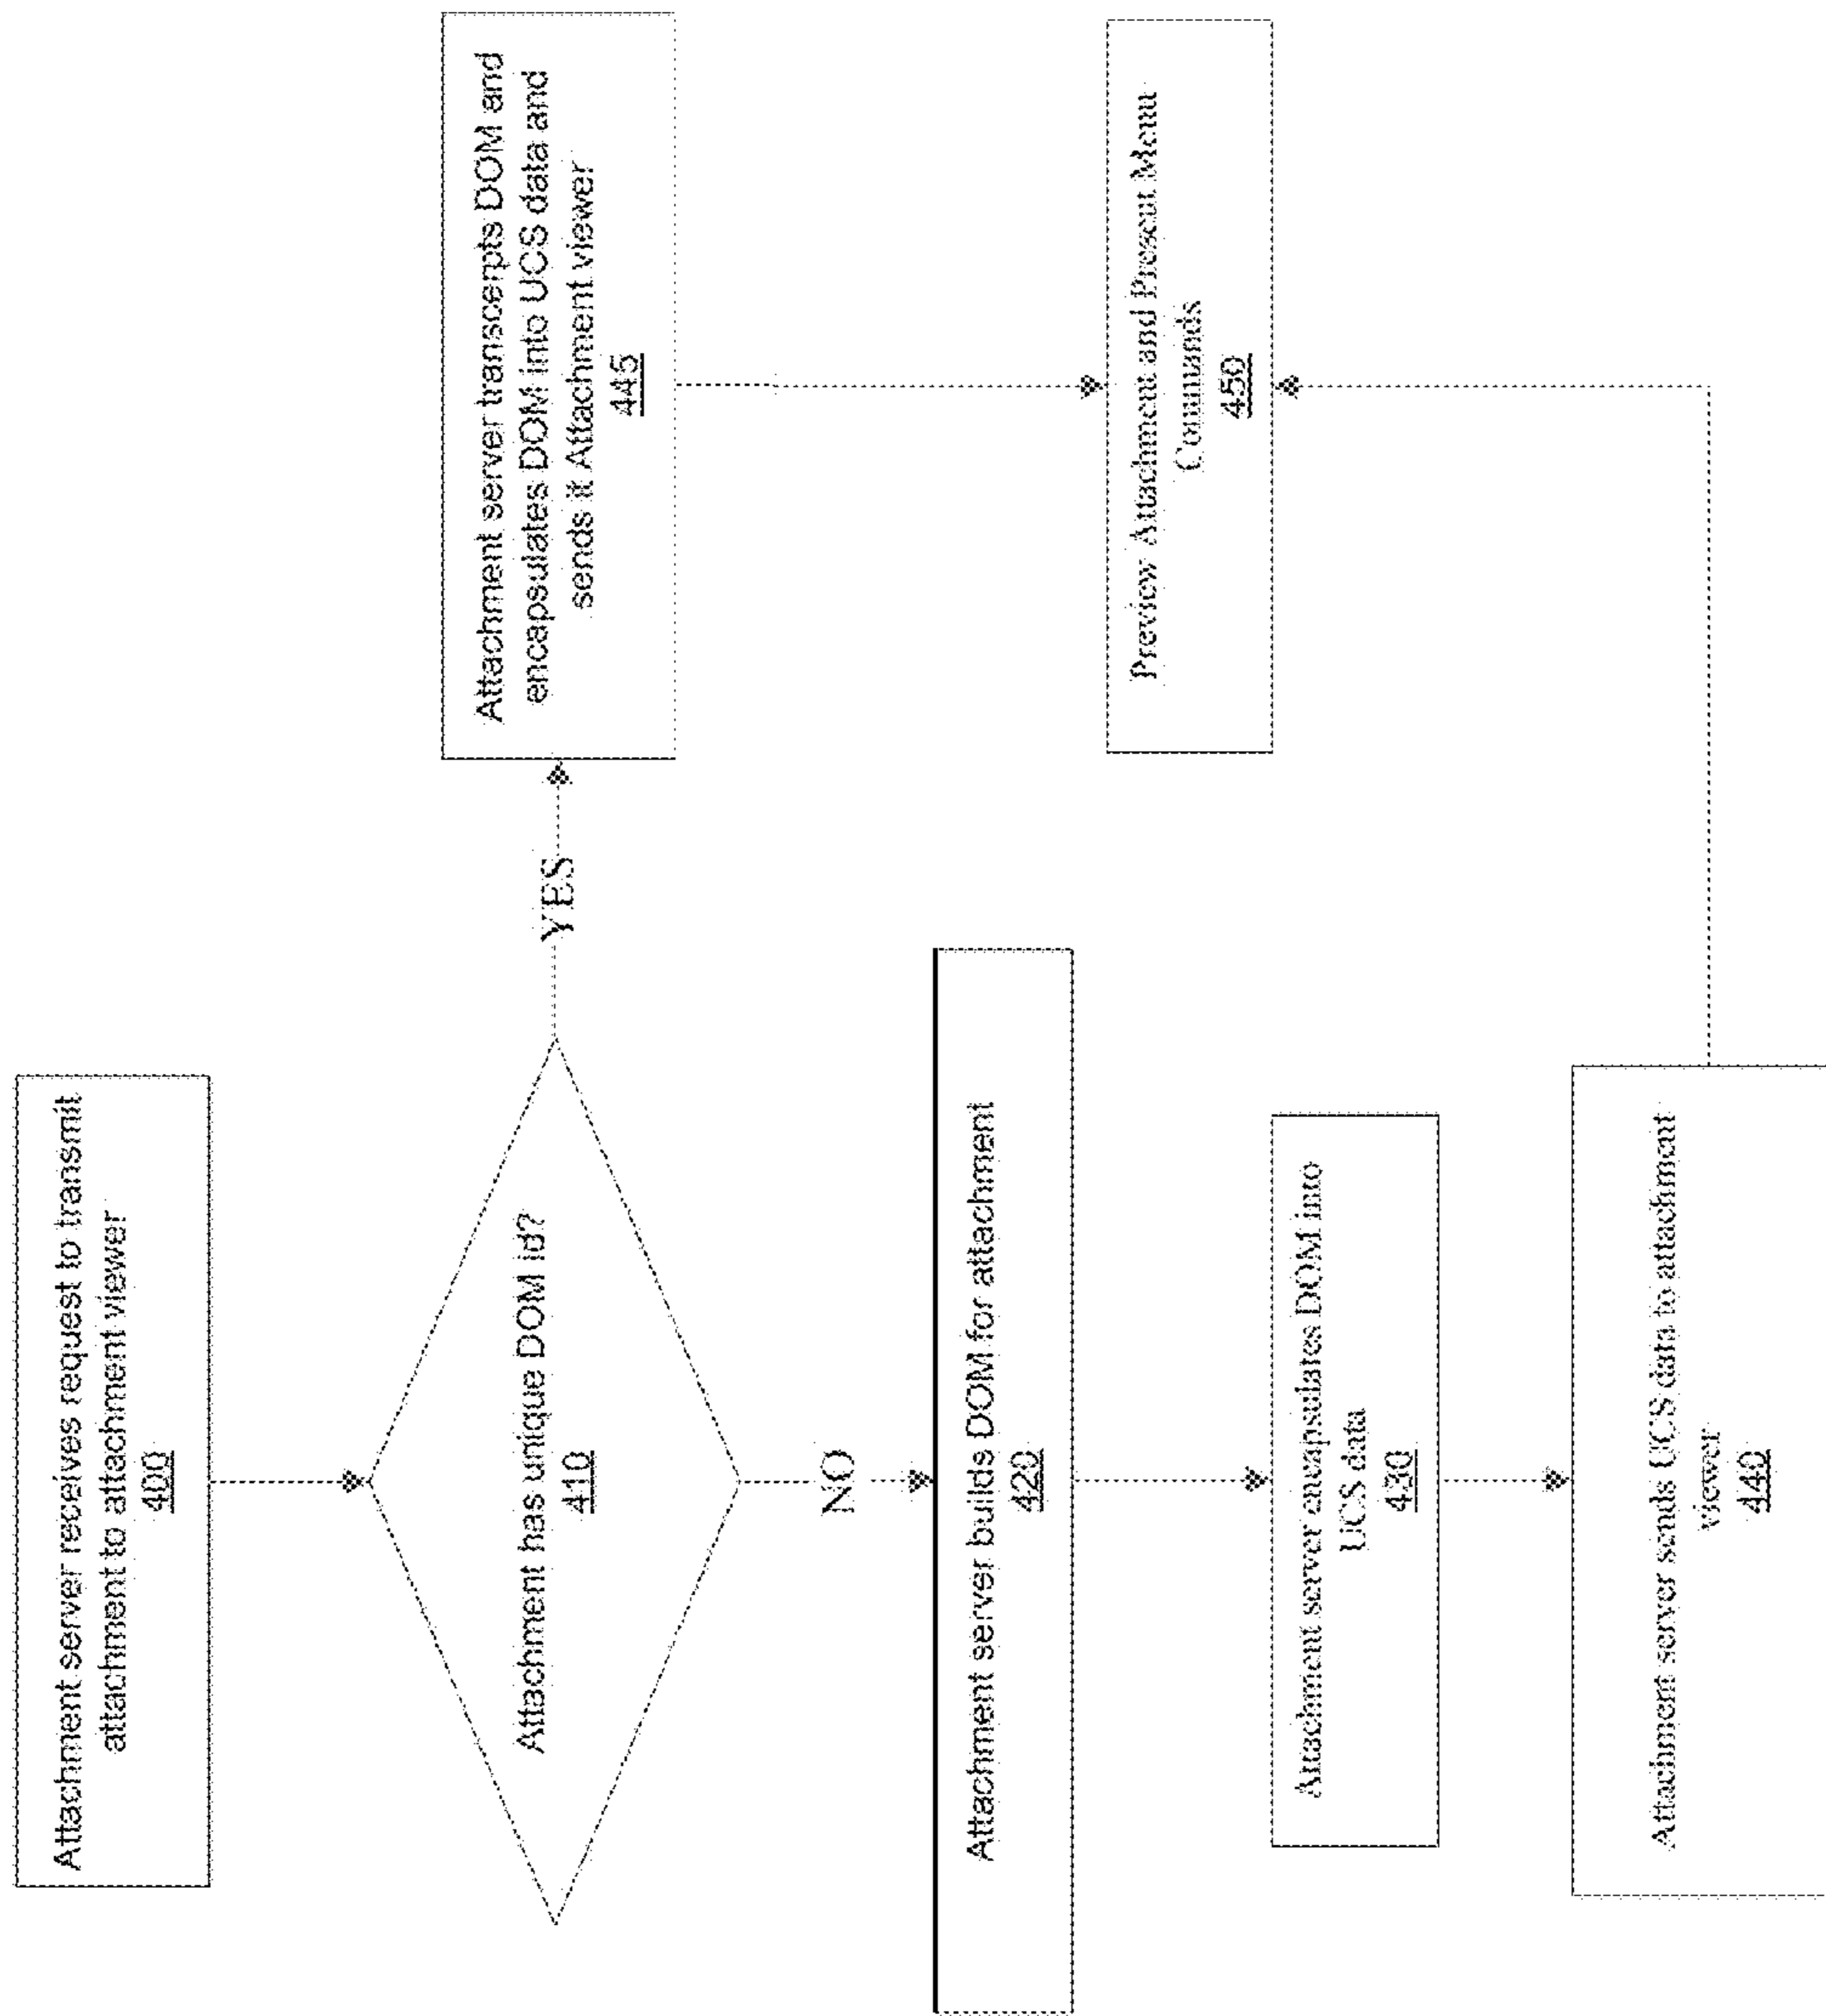 Attachment server receives request to transmit
attachment to attachment viewer
400
Attachment has unique DOM id?
410
YES
Attachment server transcepts DOM and
encapsulates DOM into UCS data and
sends it Attachment viewer
445
NO
Attachment server builds DOM for attachment
420
Attachment server encapsulates DOM into
UCS data
430
Attachment server sends UCS data to attachment
viewer
440
Preview Attachment and Present Menu
Commands
450